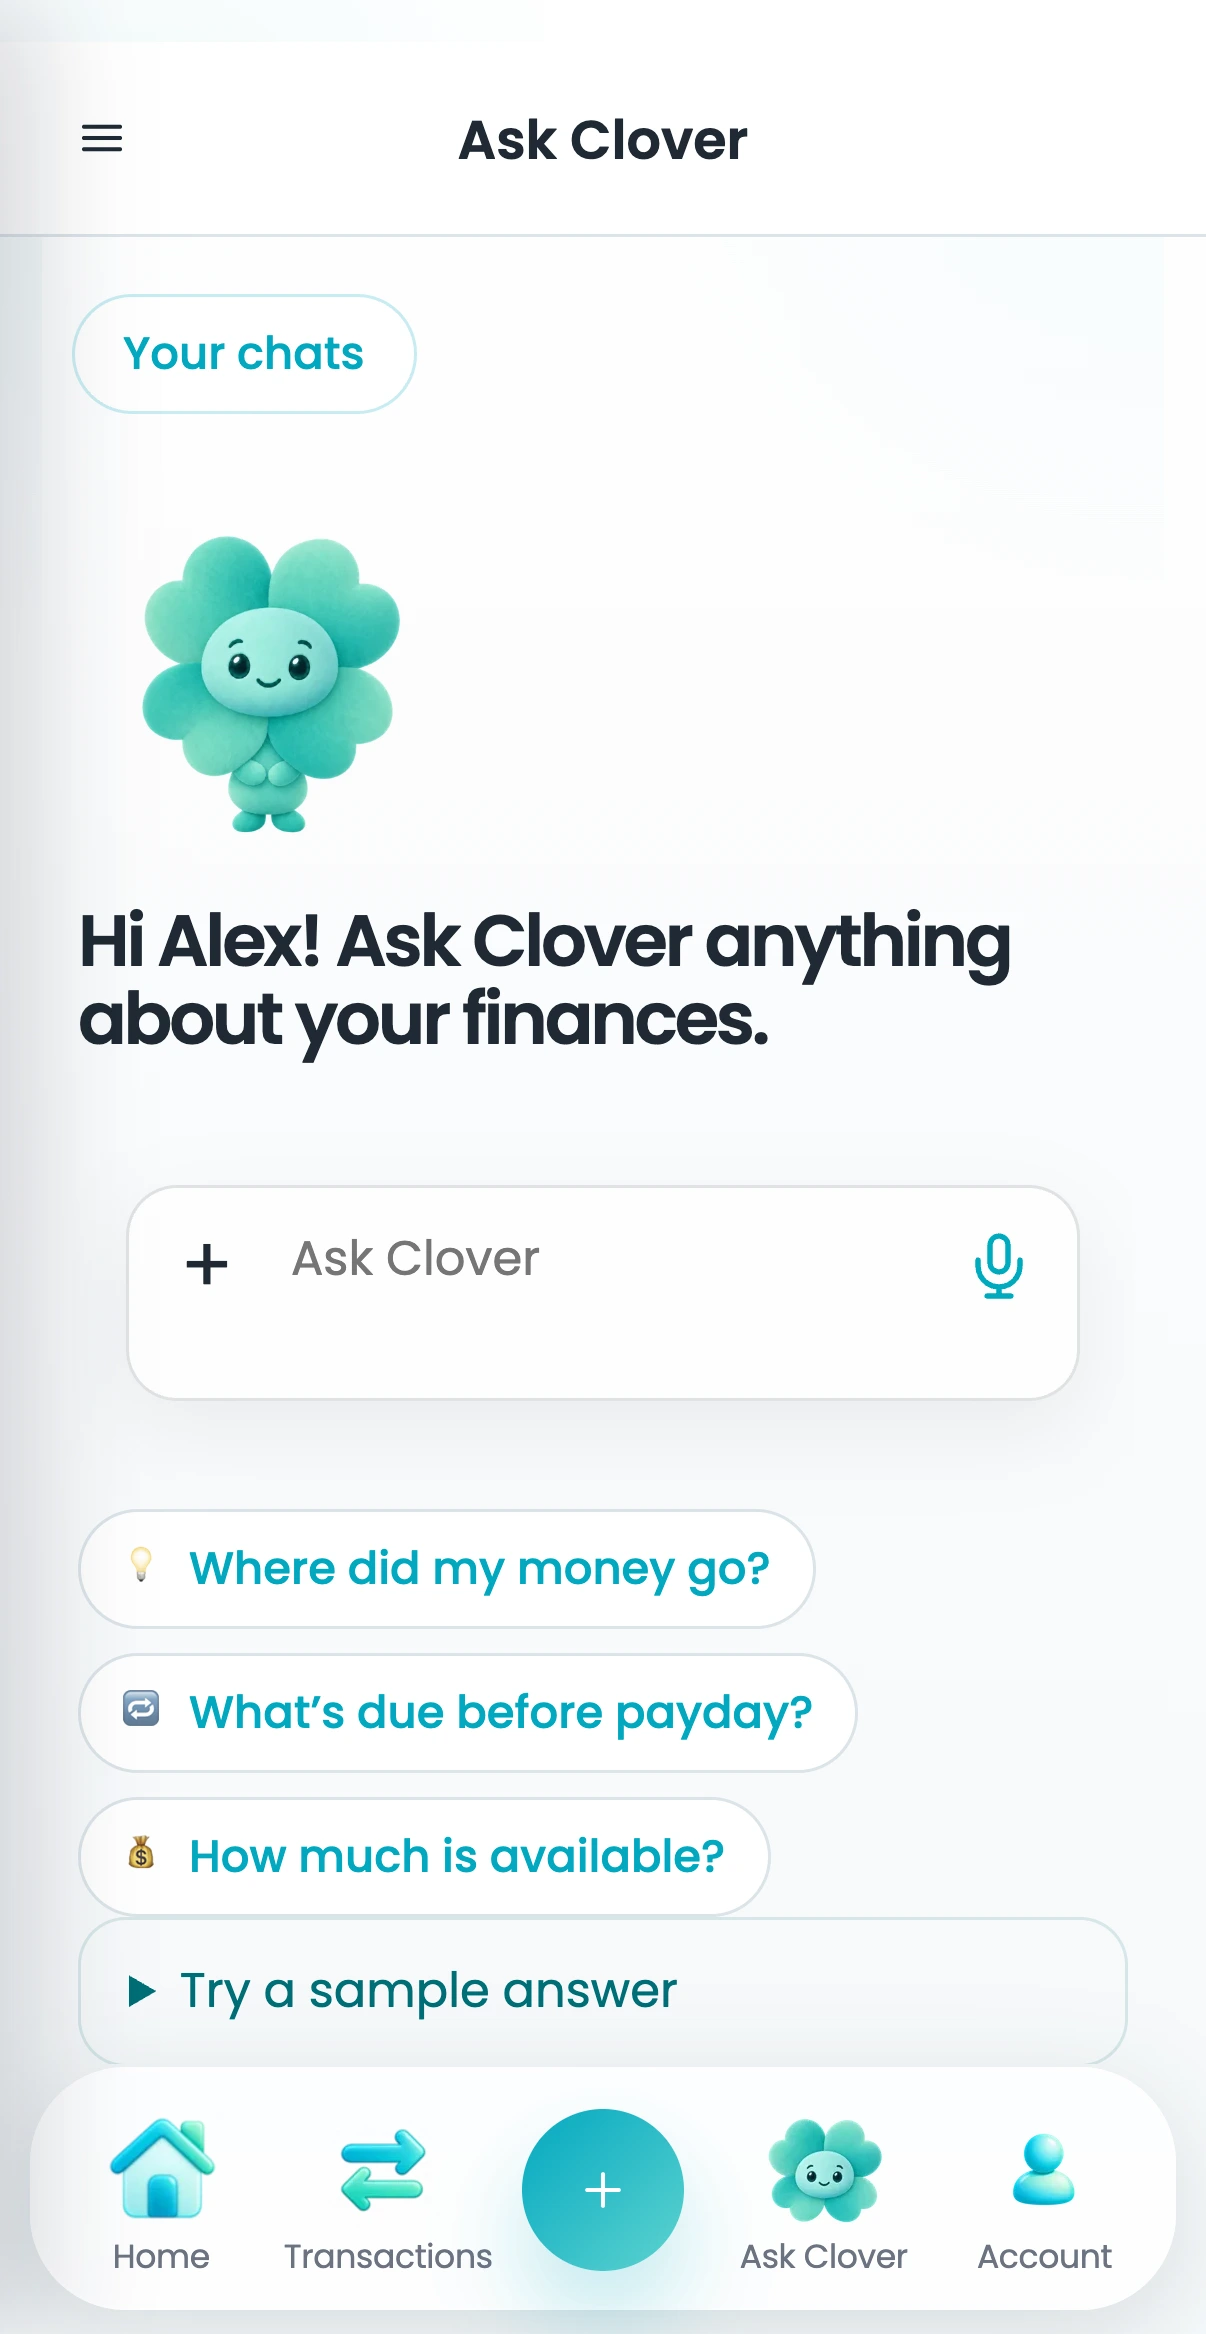 Ask Clover
Your chats
Hi Alex! Ask Clover anything
about your finances.
Ask Clover
Where did my money go?
What’s due before payday?
How much is available?
Try a sample answer
Home
Transactions
Ask Clover
Account